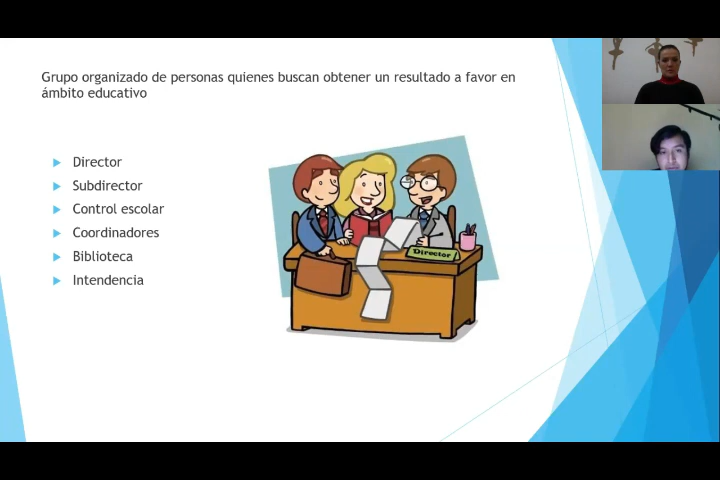 Grupo organizado de personas quienes buscan obtener un resultado a favor en
ámbito educativo
Director
Subdirector
Control escolar
Coordinadores
Biblioteca
Intendencia
Director